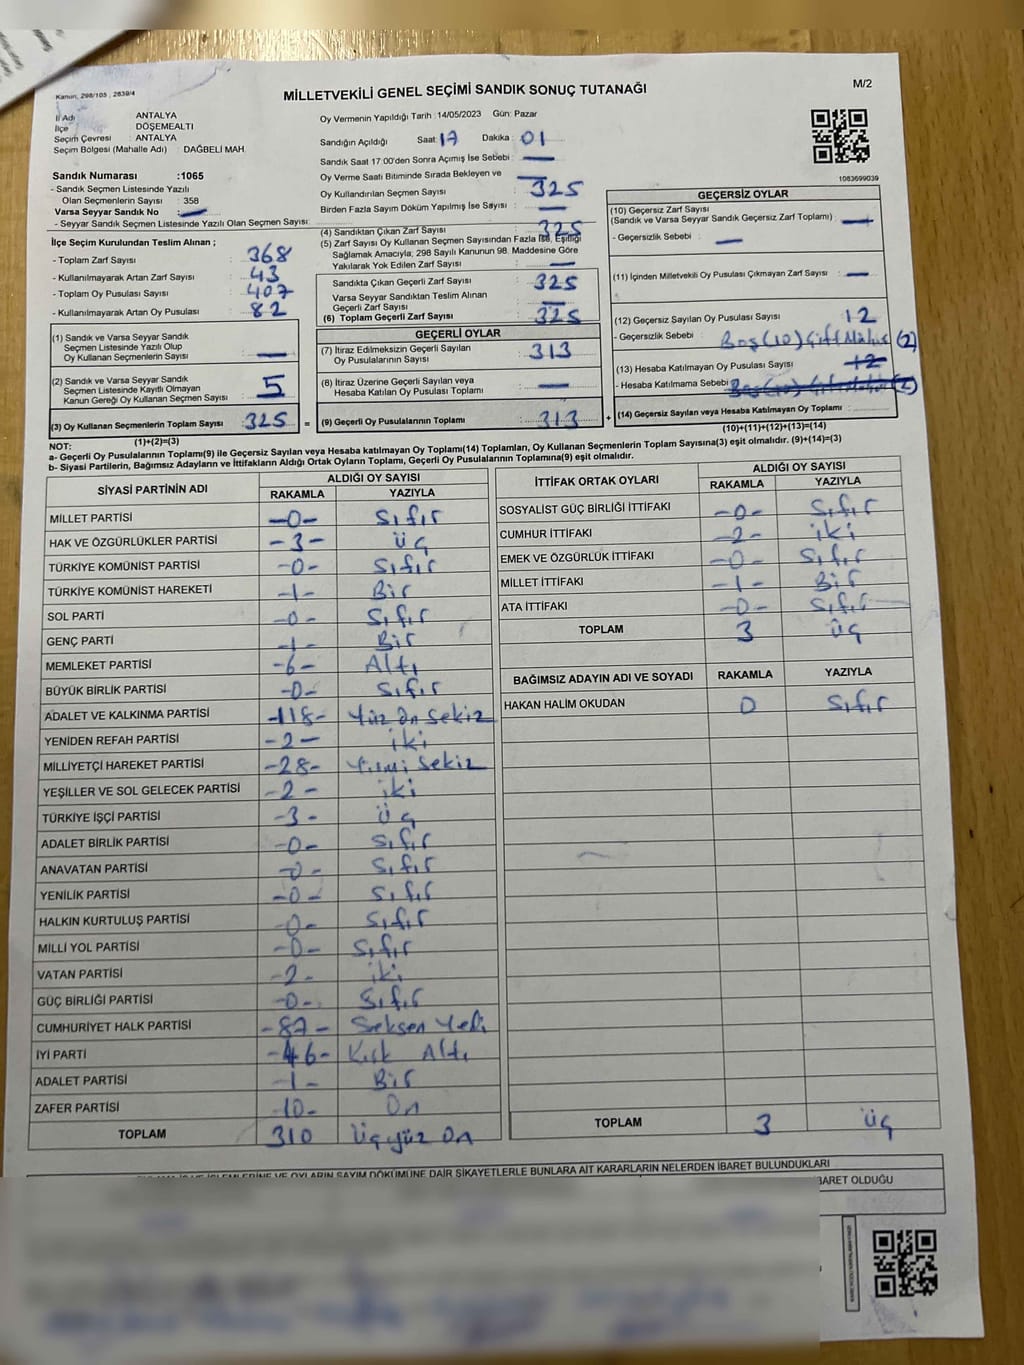 Kanun, 298/105 , 2839/4
MİLLETVEKİLİ GENEL SEÇİMİ SANDIK SONUÇ TUTANAĞI
M/2
İl Adı ANTALYA
İlçe DÖŞEMEALTI
Seçim Çevresi : ANTALYA
Seçim Bölgesi (Mahalle Adı) : DAĞBELİ MAH.
Oy Vermenin Yapıldığı Tarih : 14/05/2023 Gün: Pazar
Sandığın Açıldığı Saat: 17 Dakika : 01
Sandık Saat 17:00'den Sonra Açımış İse Sebebi : —
Oy Verme Saati Bitiminde Sırada Bekleyen ve —
Oy Kullandırılan Seçmen Sayısı : 325
Birden Fazla Sayım Döküm Yapılmış İse Sayısı : —
1083699039
Sandık Numarası :1065
- Sandık Seçmen Listesinde Yazılı
Olan Seçmenlerin Sayısı : 358
Varsa Seyyar Sandık No : —
- Seyyar Seçmen Listesinde Yazılı Olan Seçmen Sayısı:
İlçe Seçim Kurulundan Teslim Alınan ;
- Toplam Zarf Sayısı : 368
- Kullanılmayarak Artan Zarf Sayısı : 43
- Toplam Oy Pusulası Sayısı : 407
- Kullanılmayarak Artan Oy Pusulası : 82
(1) Sandık ve Varsa Seyyar Sandık
Seçmen Listesinde Yazılı Olup
Oy Kullanan Seçmenlerin Sayısı : —
(2) Sandık ve Varsa Seyyar Sandık
Seçmen Listesinde Kayıtlı Olmayan
Kanun Gereği Oy Kullanan Seçmen Sayısı : 5
(3) Oy Kullanan Seçmenlerin Toplam Sayısı : 325
(1)+(2)=(3)
(4) Sandıktan Çıkan Zarf Sayısı : 325
(5) Zarf Sayısı Oy Kullanan Seçmen Sayısından Fazla İse, Eşitliği
Sağlamak Amacıyla, 298 Sayılı Kanunun 98. Maddesine Göre
Yakılarak Yok Edilen Zarf Sayısı : —
Sandıkta Çıkan Geçerli Zarf Sayısı : 325
Varsa Seyyar Sandıktan Teslim Alınan
Geçerli Zarf Sayısı : —
(6) Toplam Geçerli Zarf Sayısı : 325
GEÇERLİ OYLAR
(7) İtiraz Edilmeksizin Geçerli Sayılan
Oy Pusulalarının Sayısı : 313
(8) İtiraz Üzerine Geçerli Sayılan veya
Hesaba Katılan Oy Pusulası Toplamı : —
= (9) Geçerli Oy Pusulalarının Toplamı : 313 +
GEÇERSİZ OYLAR
(10) Geçersiz Zarf Sayısı
(Sandık ve Varsa Seyyar Sandık Geçersiz Zarf Toplamı) : —
- Geçersizlik Sebebi : —
(11) İçinden Milletvekili Oy Pusulası Çıkmayan Zarf Sayısı : —
(12) Geçersiz Sayılan Oy Pusulası Sayısı : 12
- Geçersizlik Sebebi : Boş(10) Çift Mühür (2)
(13) Hesaba Katılmayan Oy Pusulası Sayısı : 12
- Hesaba Katılmama Sebebi : Boş(10) Çift Mühür (2)
(14) Geçersiz Sayılan veya Hesaba Katılmayan Oy Toplamı :
(10)+(11)+(12)+(13)=(14)
NOT:
a- Geçerli Oy Pusulalarının Toplamı(9) ile Geçersiz Sayılan veya Hesaba katılmayan Oy Toplamı(14) Toplamları, Oy Kullanan Seçmenlerin Toplam Sayısına(3) eşit olmalıdır. (9)+(14)=(3)
b- Siyasi Partilerin, Bağımsız Adayların ve İttifakların Aldığı Ortak Oyların Toplamı, Geçerli Oy Pusulalarının Toplamına(9) eşit olmalıdır.
SİYASİ PARTİNİN ADI ALDIĞI OY SAYISI
RAKAMLA YAZIYLA
MİLLET PARTİSİ -0- Sıfır
HAK VE ÖZGÜRLÜKLER PARTİSİ -3- üç
TÜRKİYE KOMÜNİST PARTİSİ -0- Sıfır
TÜRKİYE KOMÜNİST HAREKETİ -1- Bir
SOL PARTİ -0- Sıfır
GENÇ PARTİ -1- Bir
MEMLEKET PARTİSİ -6- Altı
BÜYÜK BİRLİK PARTİSİ -0- Sıfır
ADALET VE KALKINMA PARTİSİ -118- Yüz On Sekiz
YENİDEN REFAH PARTİSİ -2- iki
MİLLİYETÇİ HAREKET PARTİSİ -28- Yirmi Sekiz
YEŞİLLER VE SOL GELECEK PARTİSİ -2- iki
TÜRKİYE İŞÇİ PARTİSİ -3- Üç
ADALET BİRLİK PARTİSİ -0- Sıfır
ANAVATAN PARTİSİ -0- Sıfır
YENİLİK PARTİSİ -0- Sıfır
HALKIN KURTULUŞ PARTİSİ -0- Sıfır
MİLLİ YOL PARTİSİ -0- Sıfır
VATAN PARTİSİ -2- iki
GÜÇ BİRLİĞİ PARTİSİ -0- Sıfır
CUMHURİYET HALK PARTİSİ -87- Seksen Yedi
İYİ PARTİ -46- Kırk Altı
ADALET PARTİSİ -1- Bir
ZAFER PARTİSİ -10- On
TOPLAM 310 Üçyüz On
İTTİFAK ORTAK OYLARI ALDIĞI OY SAYISI
RAKAMLA YAZIYLA
SOSYALİST GÜÇ BİRLİĞİ İTTİFAKI -0- Sıfır
CUMHUR İTTİFAKI -2- iki
EMEK VE ÖZGÜRLÜK İTTİFAKI -0- Sıfır
MİLLET İTTİFAKI -1- Bir
ATA İTTİFAKI -0- Sıfır
TOPLAM 3 üç
BAĞIMSIZ ADAYIN ADI VE SOYADI RAKAMLA YAZIYLA
HAKAN HALİM OKUDAN 0 Sıfır
TOPLAM 3 üç
OYLARIN SAYIM DÖKÜMÜNE DAİR ŞİKAYETLERLE BUNLARA AİT KARARLARIN NELERDEN İBARET BULUNDUKLARI
BARET OLDUĞU